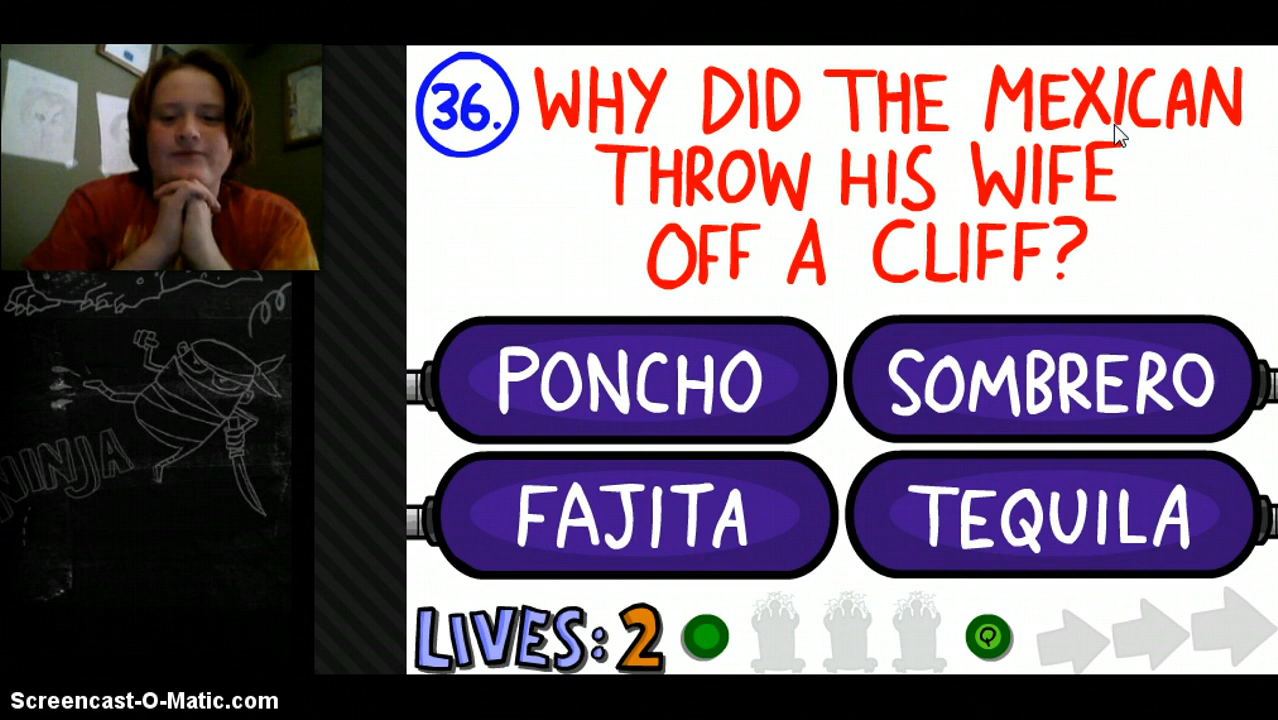 36. WHY DID THE MEXICAN
THROW HIS WIFE
OFF A CLIFF?
PONCHO
SOMBRERO
FAJITA
TEQUILA
NINJA
LIVES: 2
Q
Screencast-O-Matic.com